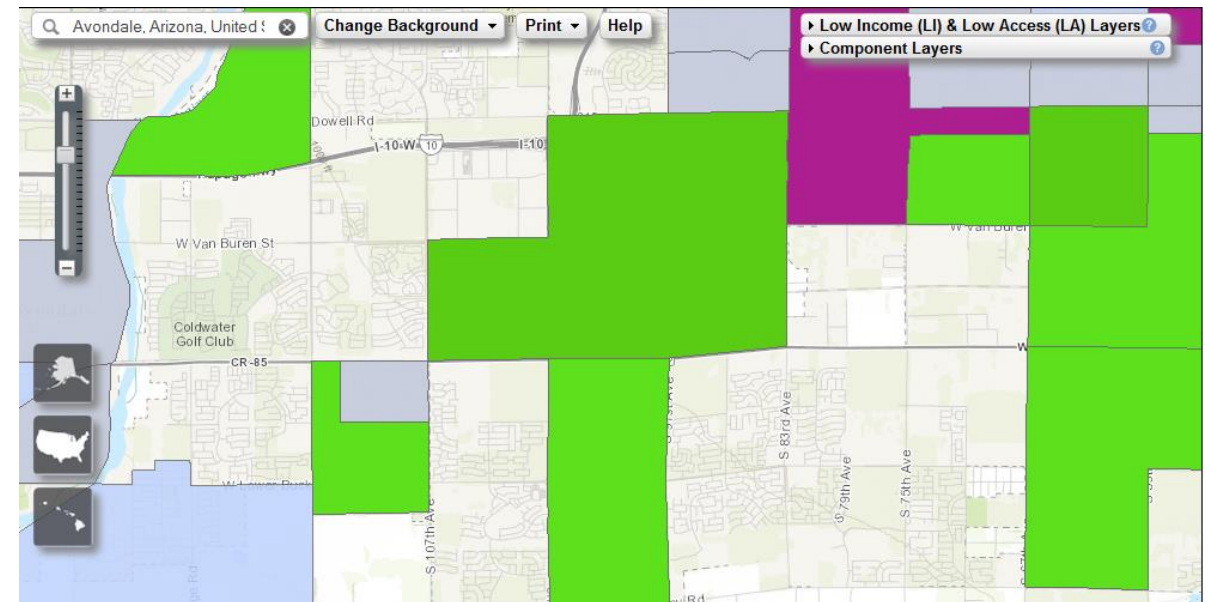 Avondale, Arizona, United S
Change Background
Print
Help
Low Income (LI) & Low Access (LA) Layers
?
Component Layers
?
+
Dowell Rd
I-10-W
10
I-10
W Van Buren St
W Van Buren
−
Coldwater
Golf Club
CR-85
W
S 83rd Ave
S 79th Ave
S 75th Ave
S 107th Ave
Rd